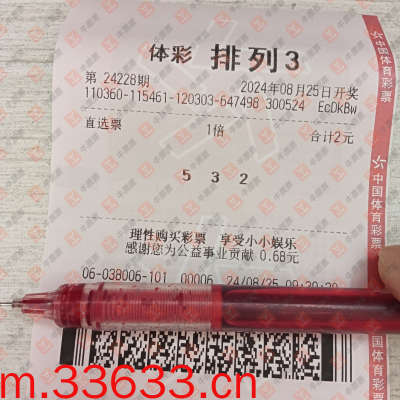 体彩 排列3
第 24228期 2024年08月25日开奖
110360-115461-120303-647498 300524 EcDkBw
直选票 1倍 合计2元
5 3 2
理性购买彩票 享受小小娱乐
感谢您为公益事业贡献 0.68元
06-038006-101 00006 24/08/25
中国体育彩票
中国体育彩票
m.33633.cn